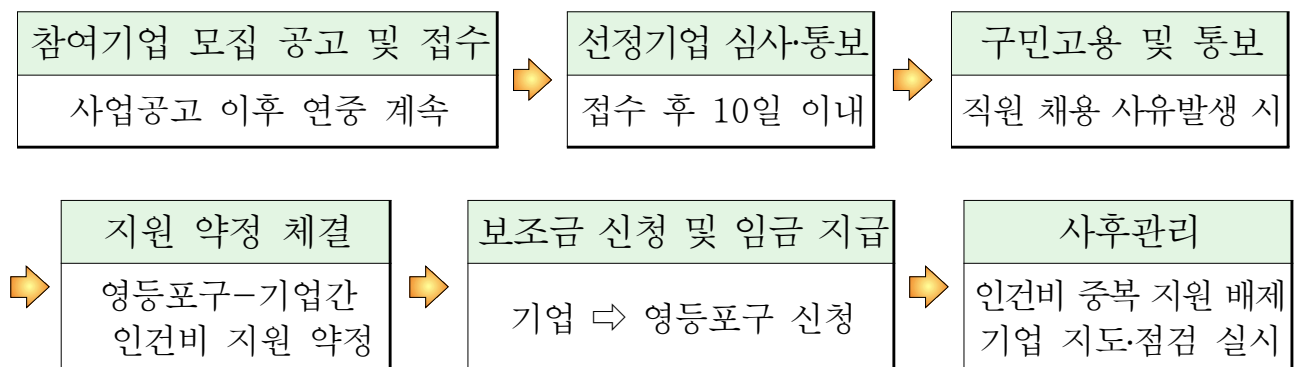 참여기업 모집 공고 및 접수
사업공고 이후 연중 계속
선정기업 심사·통보
접수 후 10일 이내
구민고용 및 통보
직원 채용 사유발생 시
지원 약정 체결
영등포구-기업간
인건비 지원 약정
보조금 신청 및 임금 지급
기업 ⇨ 영등포구 신청
사후관리
인건비 중복 지원 배제
기업 지도·점검 실시